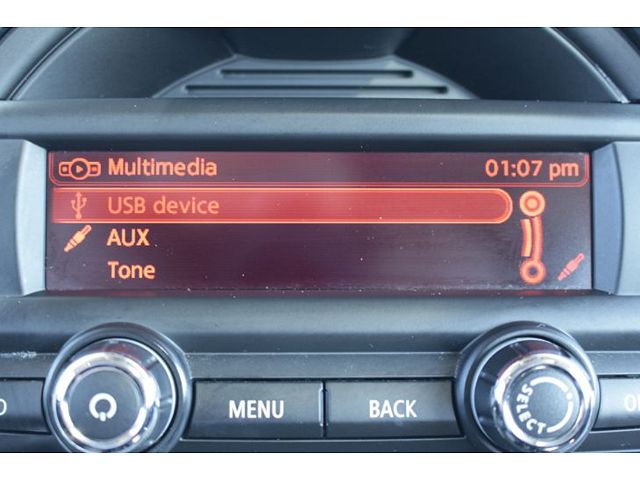 Multimedia 01:07 pm
USB device
AUX
Tone
MENU BACK
SELECT